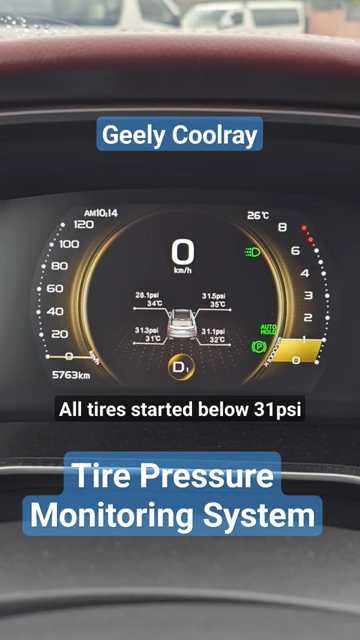 Geely Coolray
AM10:14
26℃
120
100
80
60
40
20
0
km/h
8
6
4
3
2
1
0
0
km/h
28.1psi
34℃
31.5psi
35℃
31.3psi
31℃
31.1psi
32℃
AUTO
HOLD
P
D1
5763km
All tires started below 31psi
Tire Pressure
Monitoring System